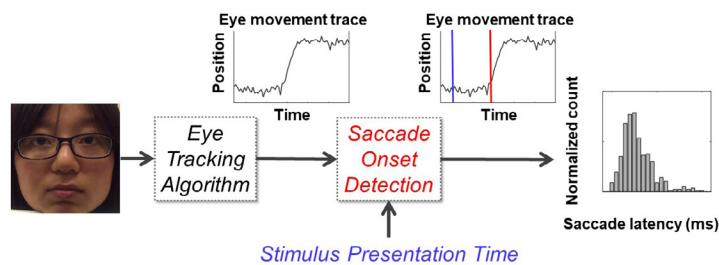 Eye movement trace
Position
Time
Eye movement trace
Position
Time
Eye
Tracking
Algorithm
Saccade
Onset
Detection
Stimulus Presentation Time
Normalized count
Saccade latency (ms)